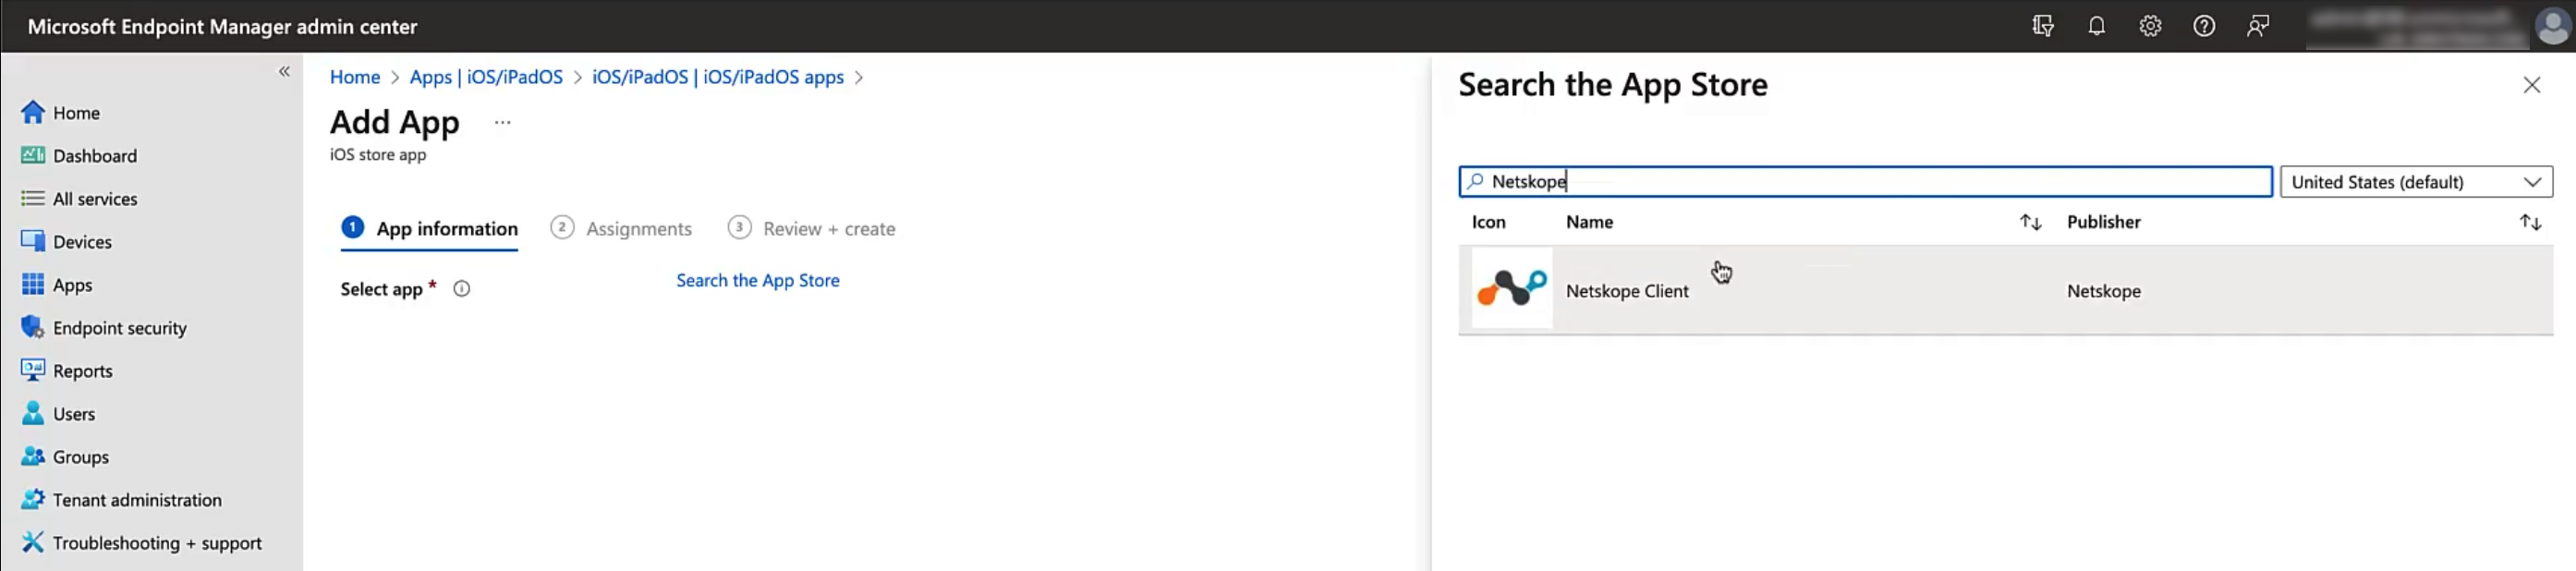 Microsoft Endpoint Manager admin center
«
Home
Dashboard
All services
Devices
Apps
Endpoint security
Reports
Users
Groups
Tenant administration
Troubleshooting + support
Home > Apps | iOS/iPadOS > iOS/iPadOS | iOS/iPadOS apps >
Add App ...
iOS store app
1 App information 2 Assignments 3 Review + create
Select app * Search the App Store
Search the App Store
Netskope United States (default)
Icon Name Publisher
Netskope Client Netskope